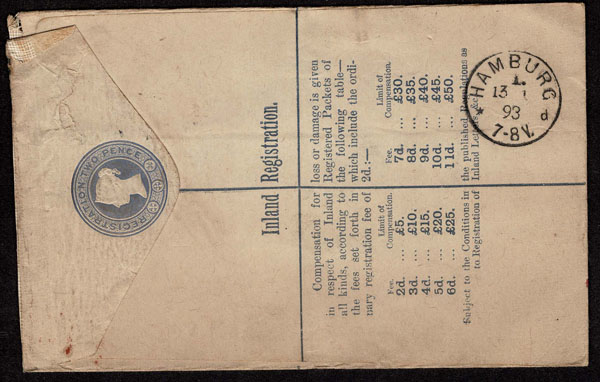 REGISTRATION TWO PENCE
Inland Registration.
Compensation for loss or damage is given
in respect of Inland Registered Packets of
all kinds, according to the following table—
the fees set forth in which include the ordi-
nary registration fee of 2d.:—
Limit of Limit of
Fee. Compensation. Fee. Compensation.
2d. ... £5. 7d. ... £30.
3d. ... £10. 8d. ... £35.
4d. ... £15. 9d. ... £40.
5d. ... £20. 10d. ... £45.
6d. ... £25. 11d. ... £50.
Subject to the Conditions in the published Regulations as
to Registration of Inland Letters, &c.
HAMBURG
1.
13
93
7-8V.
d